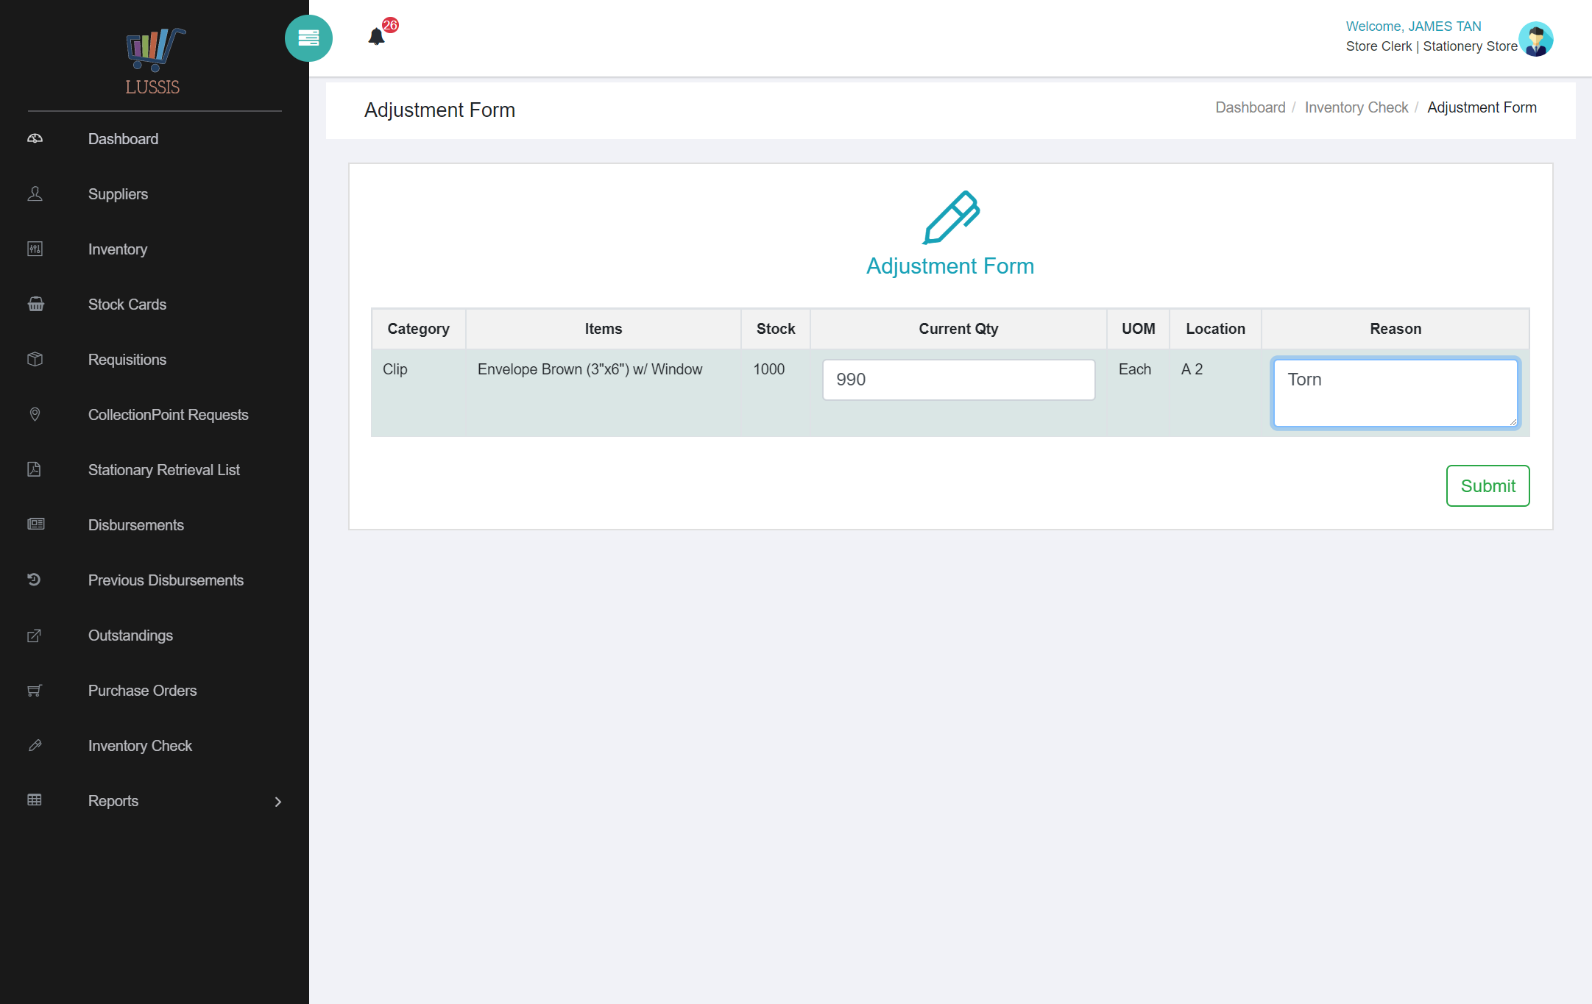 LUSSIS
Dashboard
Suppliers
Inventory
Stock Cards
Requisitions
CollectionPoint Requests
Stationary Retrieval List
Disbursements
Previous Disbursements
Outstandings
Purchase Orders
Inventory Check
Reports
26
Welcome, JAMES TAN
Store Clerk | Stationery Store
Adjustment Form
Dashboard / Inventory Check / Adjustment Form
Adjustment Form
Category Items Stock Current Qty UOM Location Reason
Clip Envelope Brown (3"x6") w/ Window 1000 990 Each A 2 Torn
Submit